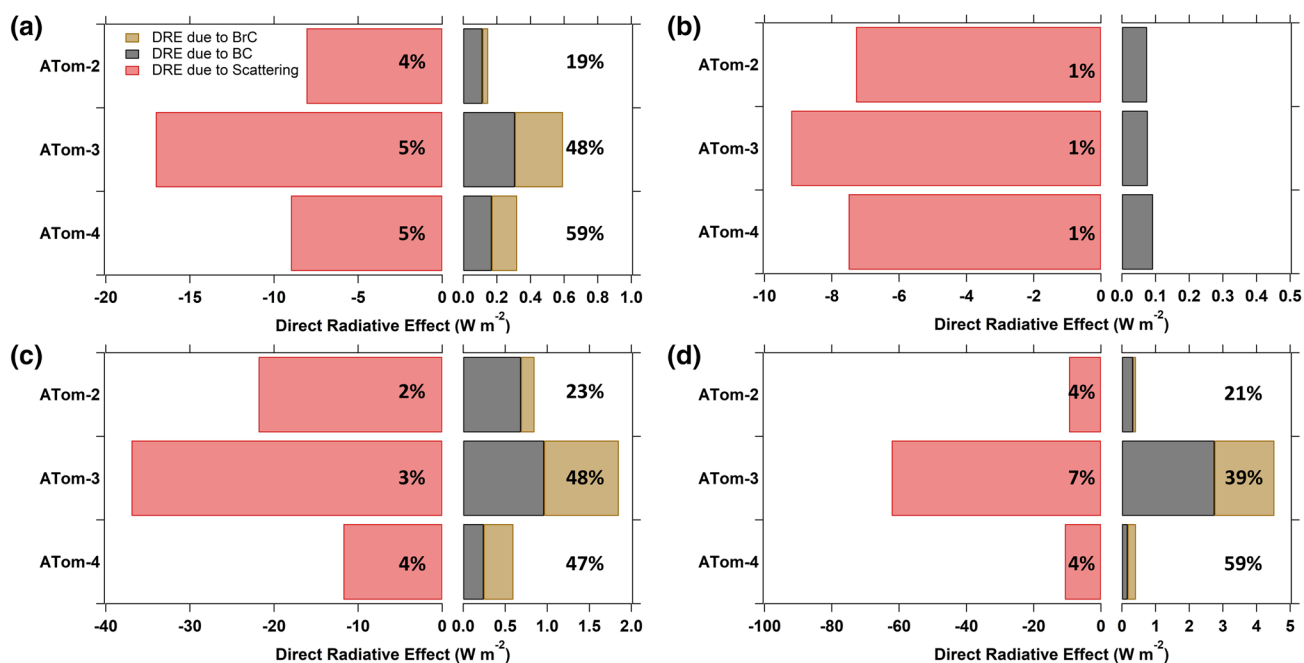 (a)
DRE due to BrC
DRE due to BC
DRE due to Scattering
ATom-2
4%
19%
ATom-3
5%
48%
ATom-4
5%
59%
-20 -15 -10 -5 0 0.0 0.2 0.4 0.6 0.8 1.0
Direct Radiative Effect (W m⁻²)
(b)
ATom-2
1%
ATom-3
1%
ATom-4
1%
-10 -8 -6 -4 -2 0 0.0 0.1 0.2 0.3 0.4 0.5
Direct Radiative Effect (W m⁻²)
(c)
ATom-2
2%
23%
ATom-3
3%
48%
ATom-4
4%
47%
-40 -30 -20 -10 0 0.0 0.5 1.0 1.5 2.0
Direct Radiative Effect (W m⁻²)
(d)
ATom-2
4%
21%
ATom-3
7%
39%
ATom-4
4%
59%
-100 -80 -60 -40 -20 0 0 1 2 3 4 5
Direct Radiative Effect (W m⁻²)